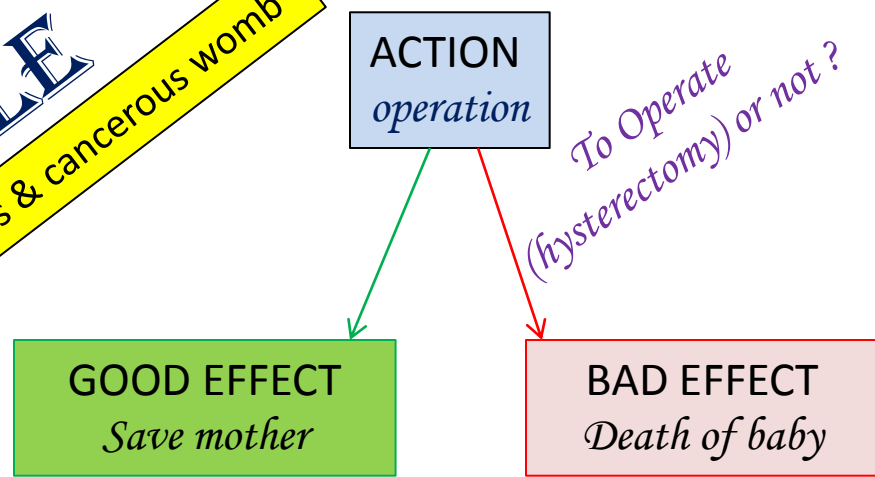 LE
s & cancerous womb
ACTION
operation
To Operate
(hysterectomy) or not ?
GOOD EFFECT
Save mother
BAD EFFECT
Death of baby